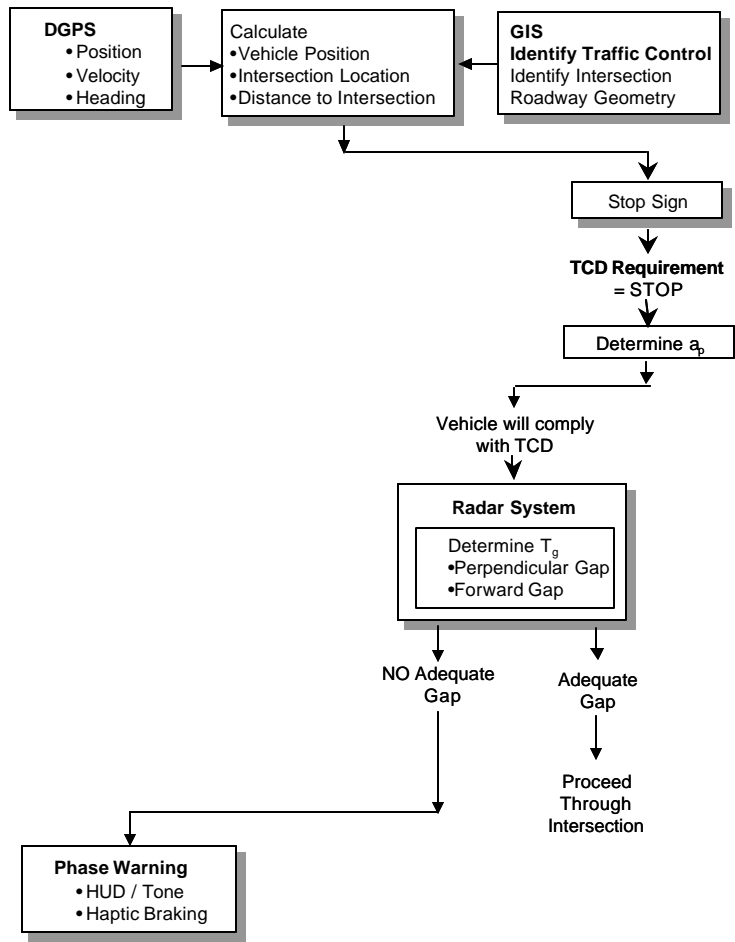 DGPS
• Position
• Velocity
• Heading
Calculate
•Vehicle Position
•Intersection Location
•Distance to Intersection
GIS
Identify Traffic Control
Identify Intersection
Roadway Geometry
Stop Sign
TCD Requirement
= STOP
Determine ap
Vehicle will comply
with TCD
Radar System
Determine Tg
•Perpendicular Gap
•Forward Gap
NO Adequate
Gap
Adequate
Gap
Proceed
Through
Intersection
Phase Warning
• HUD / Tone
• Haptic Braking